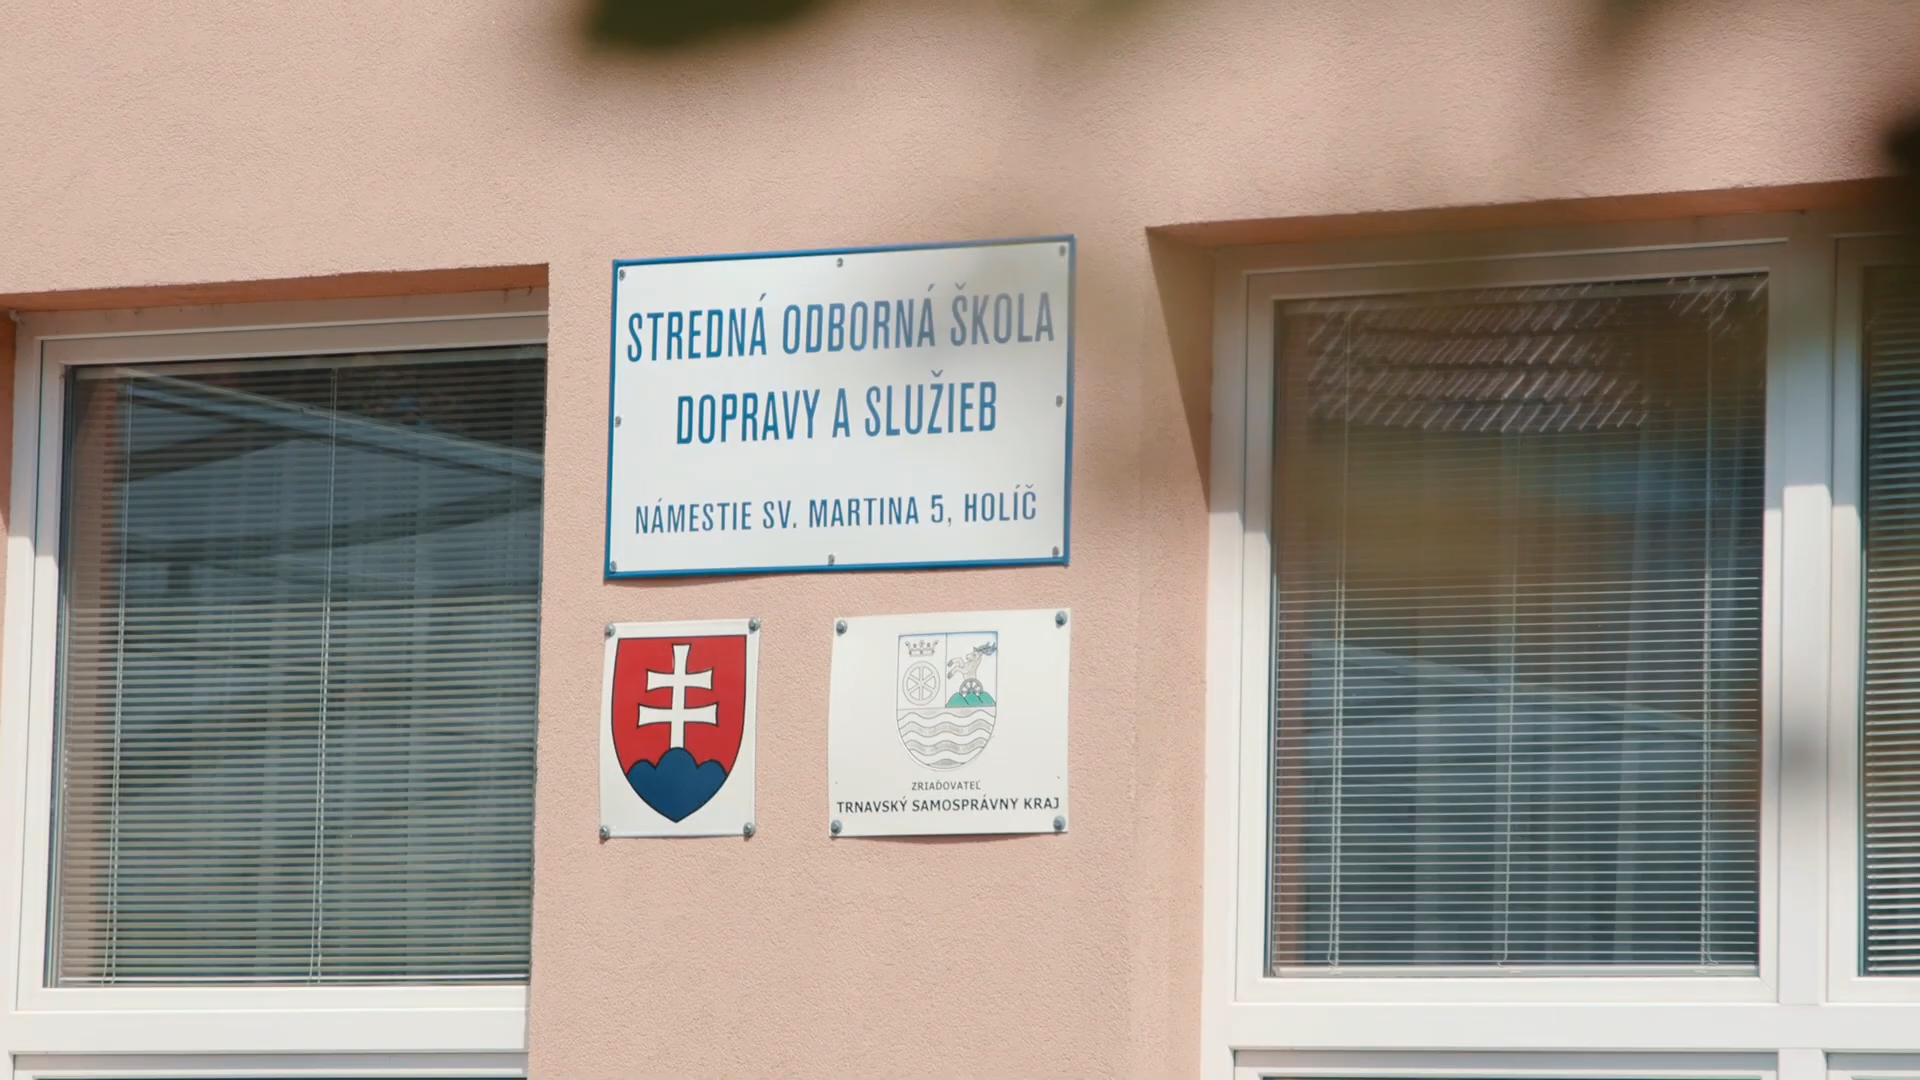 STREDNÁ ODBORNÁ ŠKOLA
DOPRAVY A SLUŽIEB
NÁMESTIE SV. MARTINA 5, HOLÍČ
ZRIAĎOVATEĽ
TRNAVSKÝ SAMOSPRÁVNY KRAJ